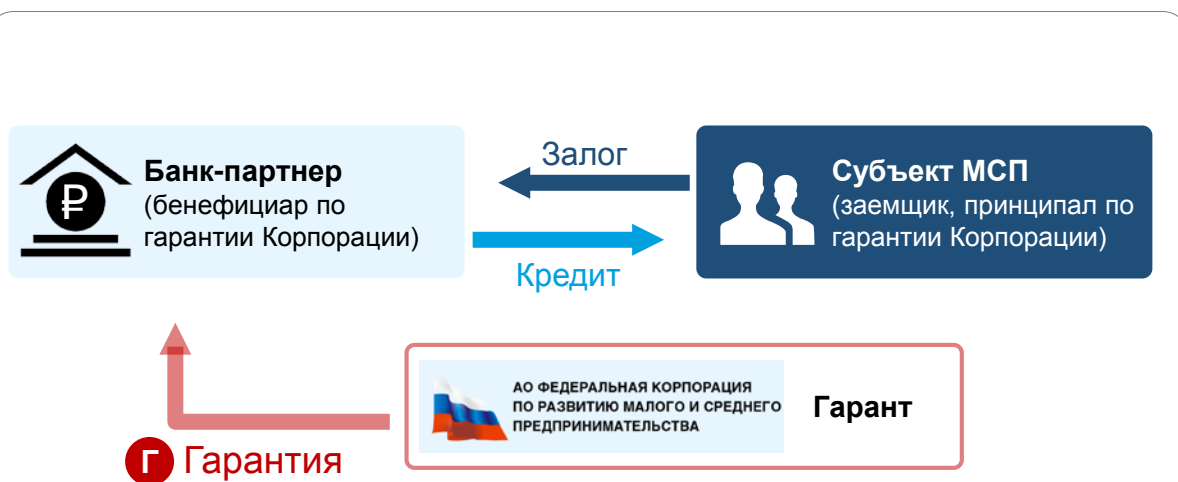 Банк-партнер
(бенефициар по
гарантии Корпорации)
Залог
Кредит
Субъект МСП
(заемщик, принципал по
гарантии Корпорации)
АО ФЕДЕРАЛЬНАЯ КОРПОРАЦИЯ
ПО РАЗВИТИЮ МАЛОГО И СРЕДНЕГО
ПРЕДПРИНИМАТЕЛЬСТВА
Гарант
Г Гарантия